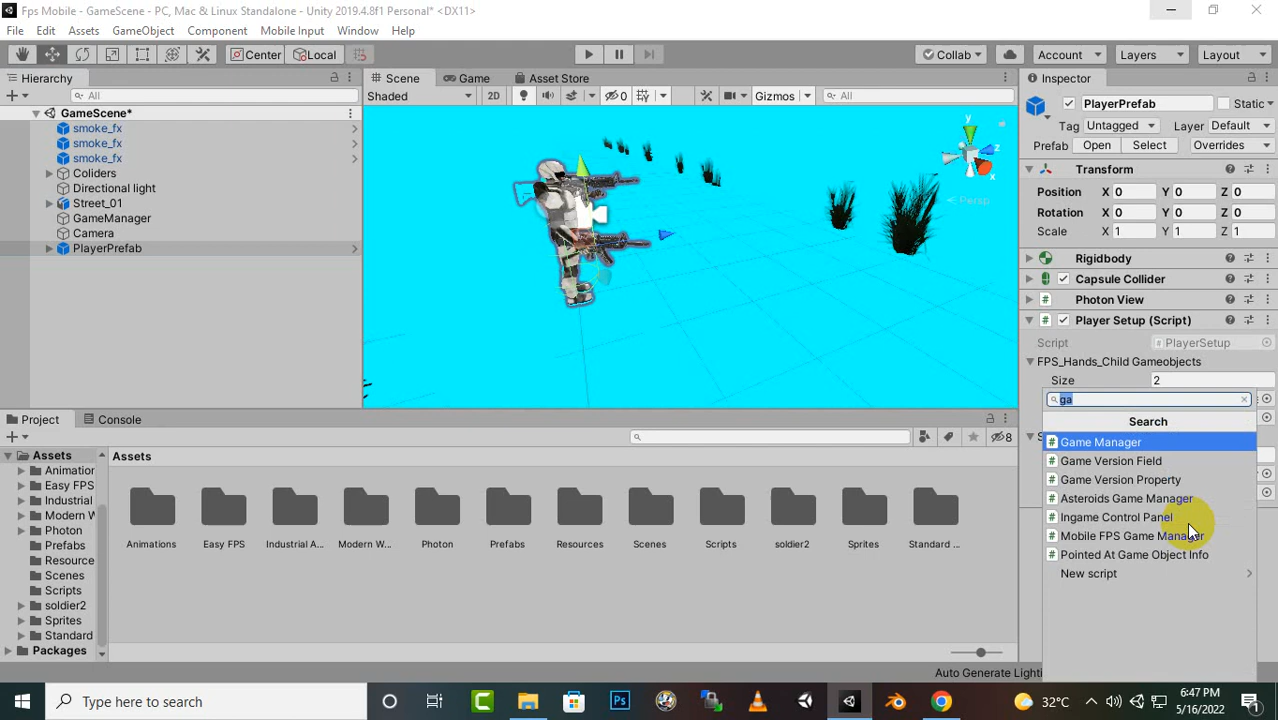 Fps Mobile - GameScene - PC, Mac & Linux Standalone - Unity 2019.4.8f1 Personal* <DX11>
File Edit Assets GameObject Component Mobile Input Window Help
Center Local Collab Account Layers Layout
Hierarchy
All
GameScene*
smoke_fx
smoke_fx
smoke_fx
Coliders
Directional light
Street_01
GameManager
Camera
PlayerPrefab
Scene Game Asset Store
Shaded 2D 0 Gizmos All
y
z
x
Persp
Inspector
PlayerPrefab Static
Tag Untagged Layer Default
Prefab Open Select Overrides
Transform
Position X 0 Y 0 Z 0
Rotation X 0 Y 0 Z 0
Scale X 1 Y 1 Z 1
Rigidbody
Capsule Collider
Photon View
Player Setup (Script)
Script PlayerSetup
FPS_Hands_Child Gameobjects
Size 2
ga
Search
Game Manager
Game Version Field
Game Version Property
Asteroids Game Manager
Ingame Control Panel
Mobile FPS Game Manager
Pointed At Game Object Info
New script
Project Console
8
Assets
Animation
Easy FPS
Industrial
Modern W
Photon
Prefabs
Resource
Scenes
Scripts
soldier2
Sprites
Standard
Packages
Assets
Animations Easy FPS Industrial A... Modern W... Photon Prefabs Resources Scenes Scripts soldier2 Sprites Standard ...
Auto Generate Lighti
Type here to search
32°C
6:47 PM
5/16/2022
1